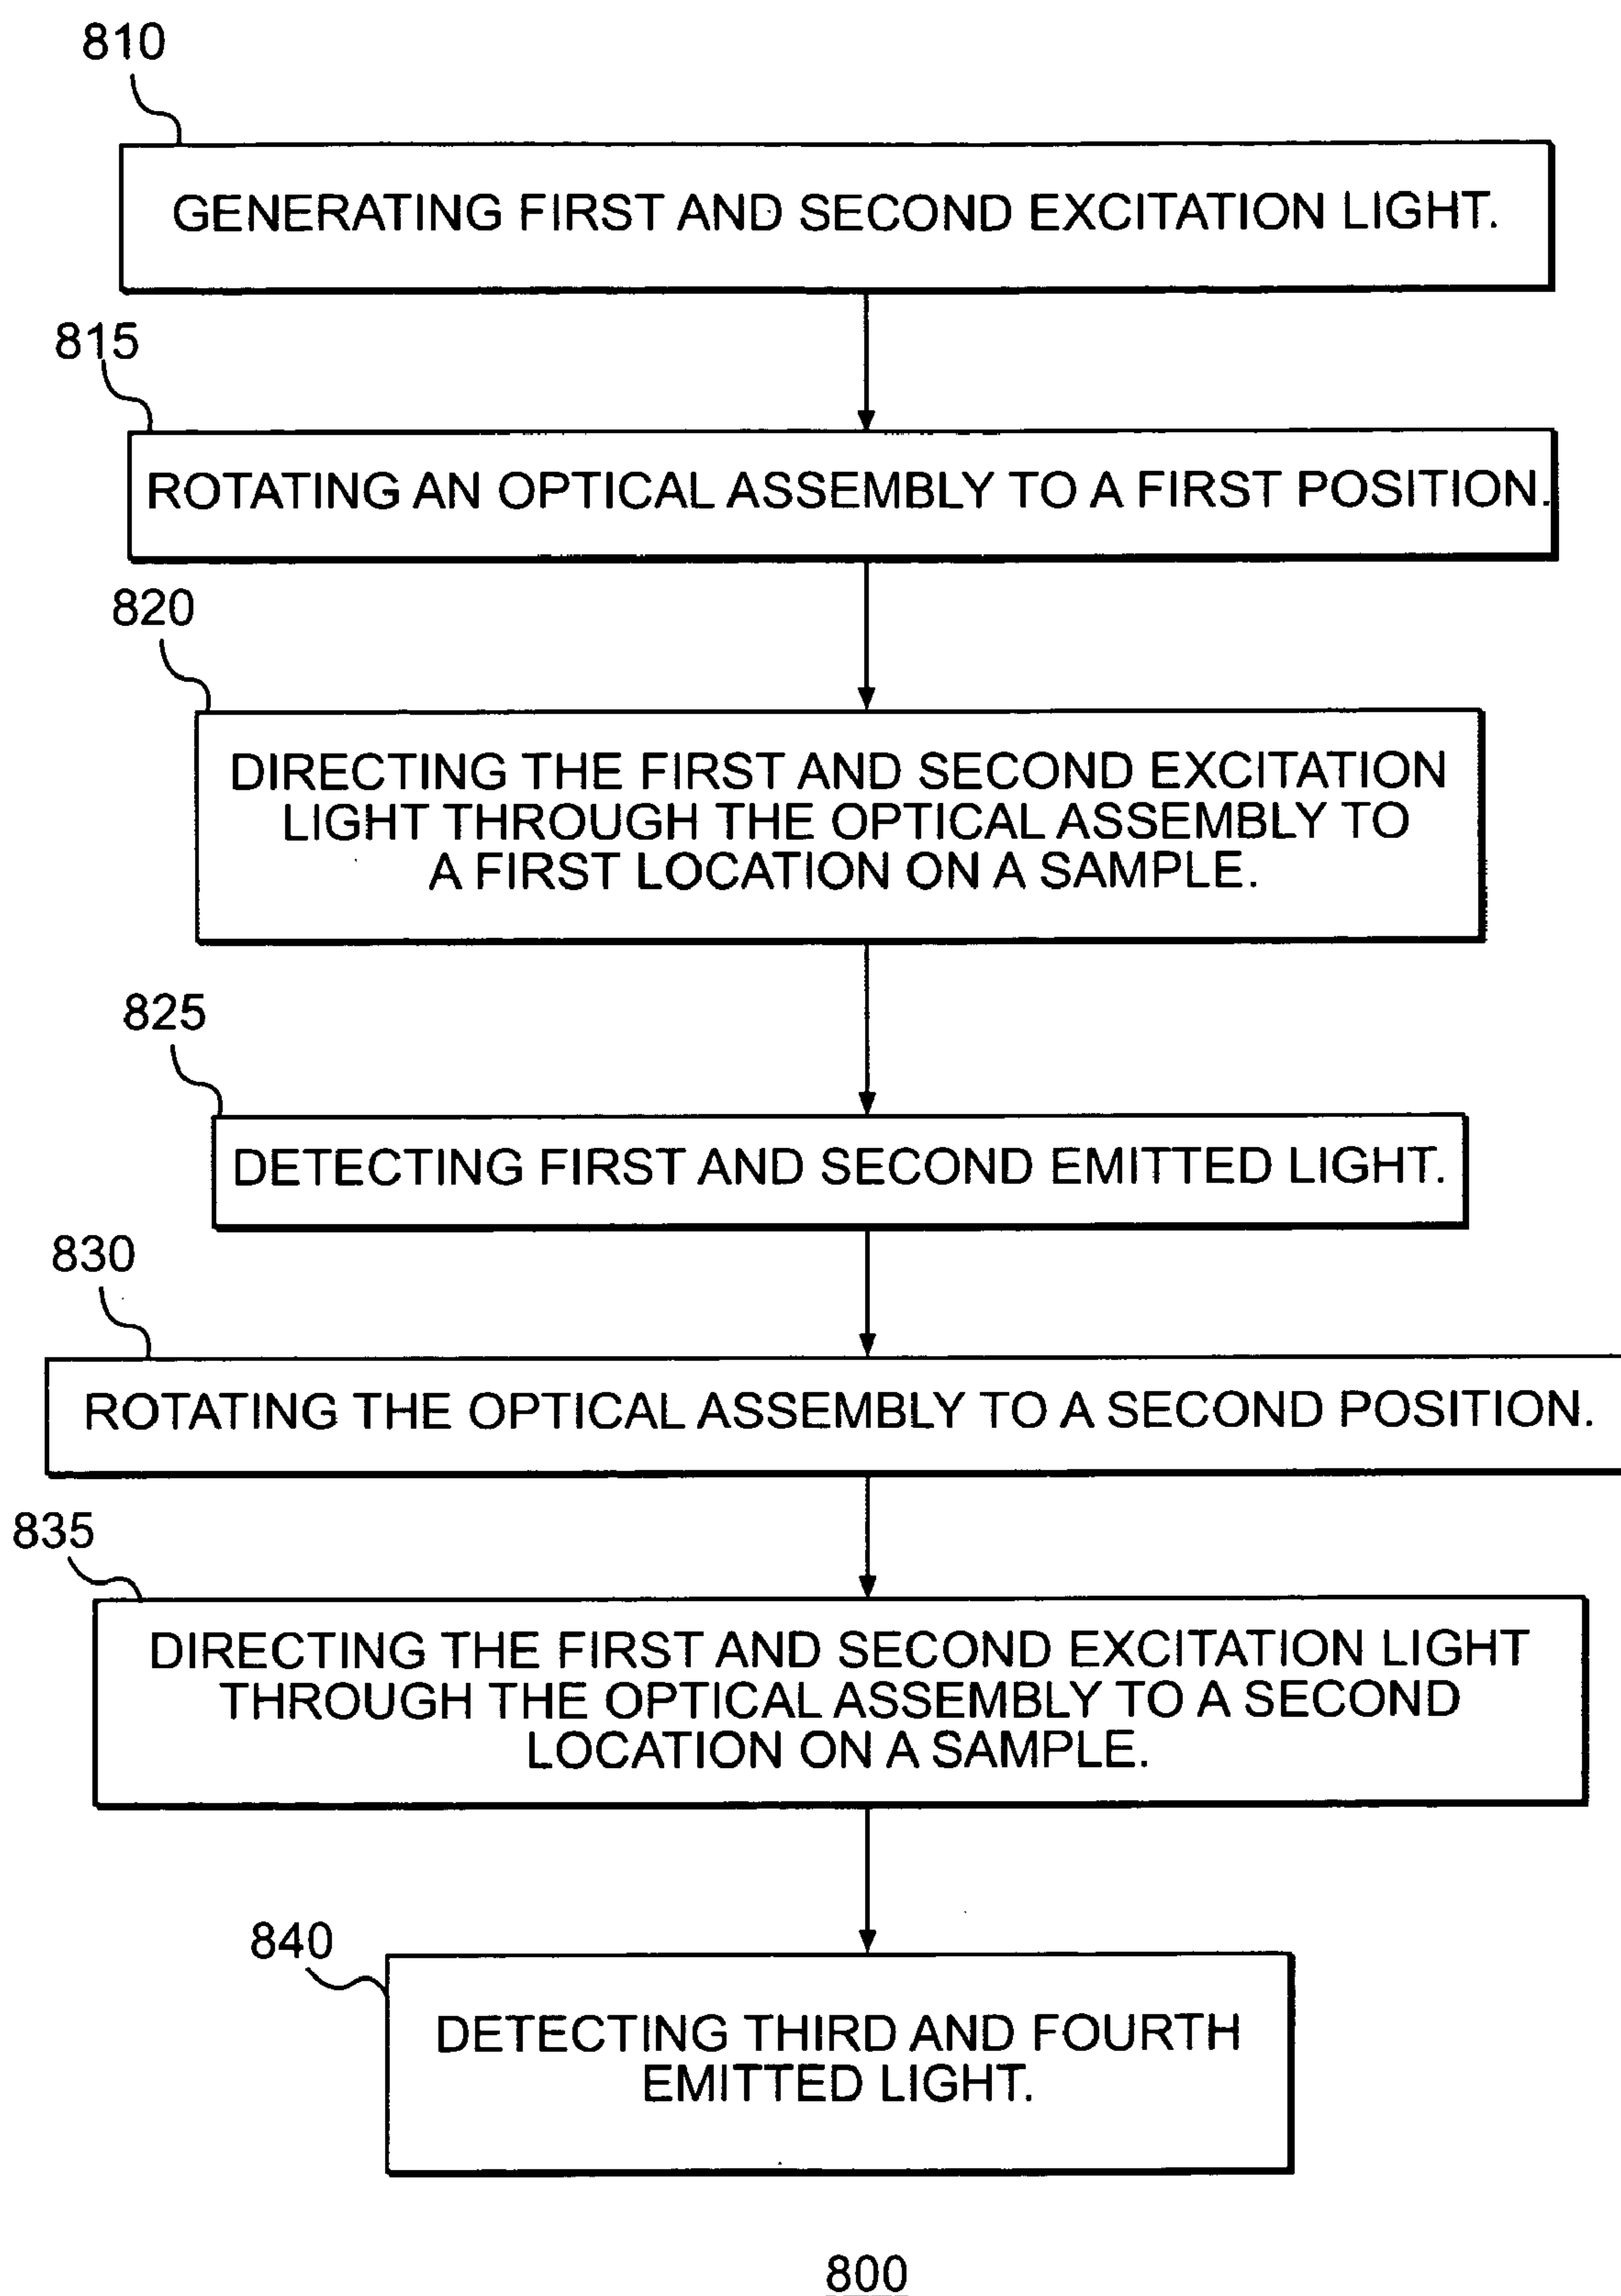 810
GENERATING FIRST AND SECOND EXCITATION LIGHT.
815
ROTATING AN OPTICAL ASSEMBLY TO A FIRST POSITION.
820
DIRECTING THE FIRST AND SECOND EXCITATION
LIGHT THROUGH THE OPTICAL ASSEMBLY TO
A FIRST LOCATION ON A SAMPLE.
825
DETECTING FIRST AND SECOND EMITTED LIGHT.
830
ROTATING THE OPTICAL ASSEMBLY TO A SECOND POSITION.
835
DIRECTING THE FIRST AND SECOND EXCITATION LIGHT
THROUGH THE OPTICAL ASSEMBLY TO A SECOND
LOCATION ON A SAMPLE.
840
DETECTING THIRD AND FOURTH
EMITTED LIGHT.
800